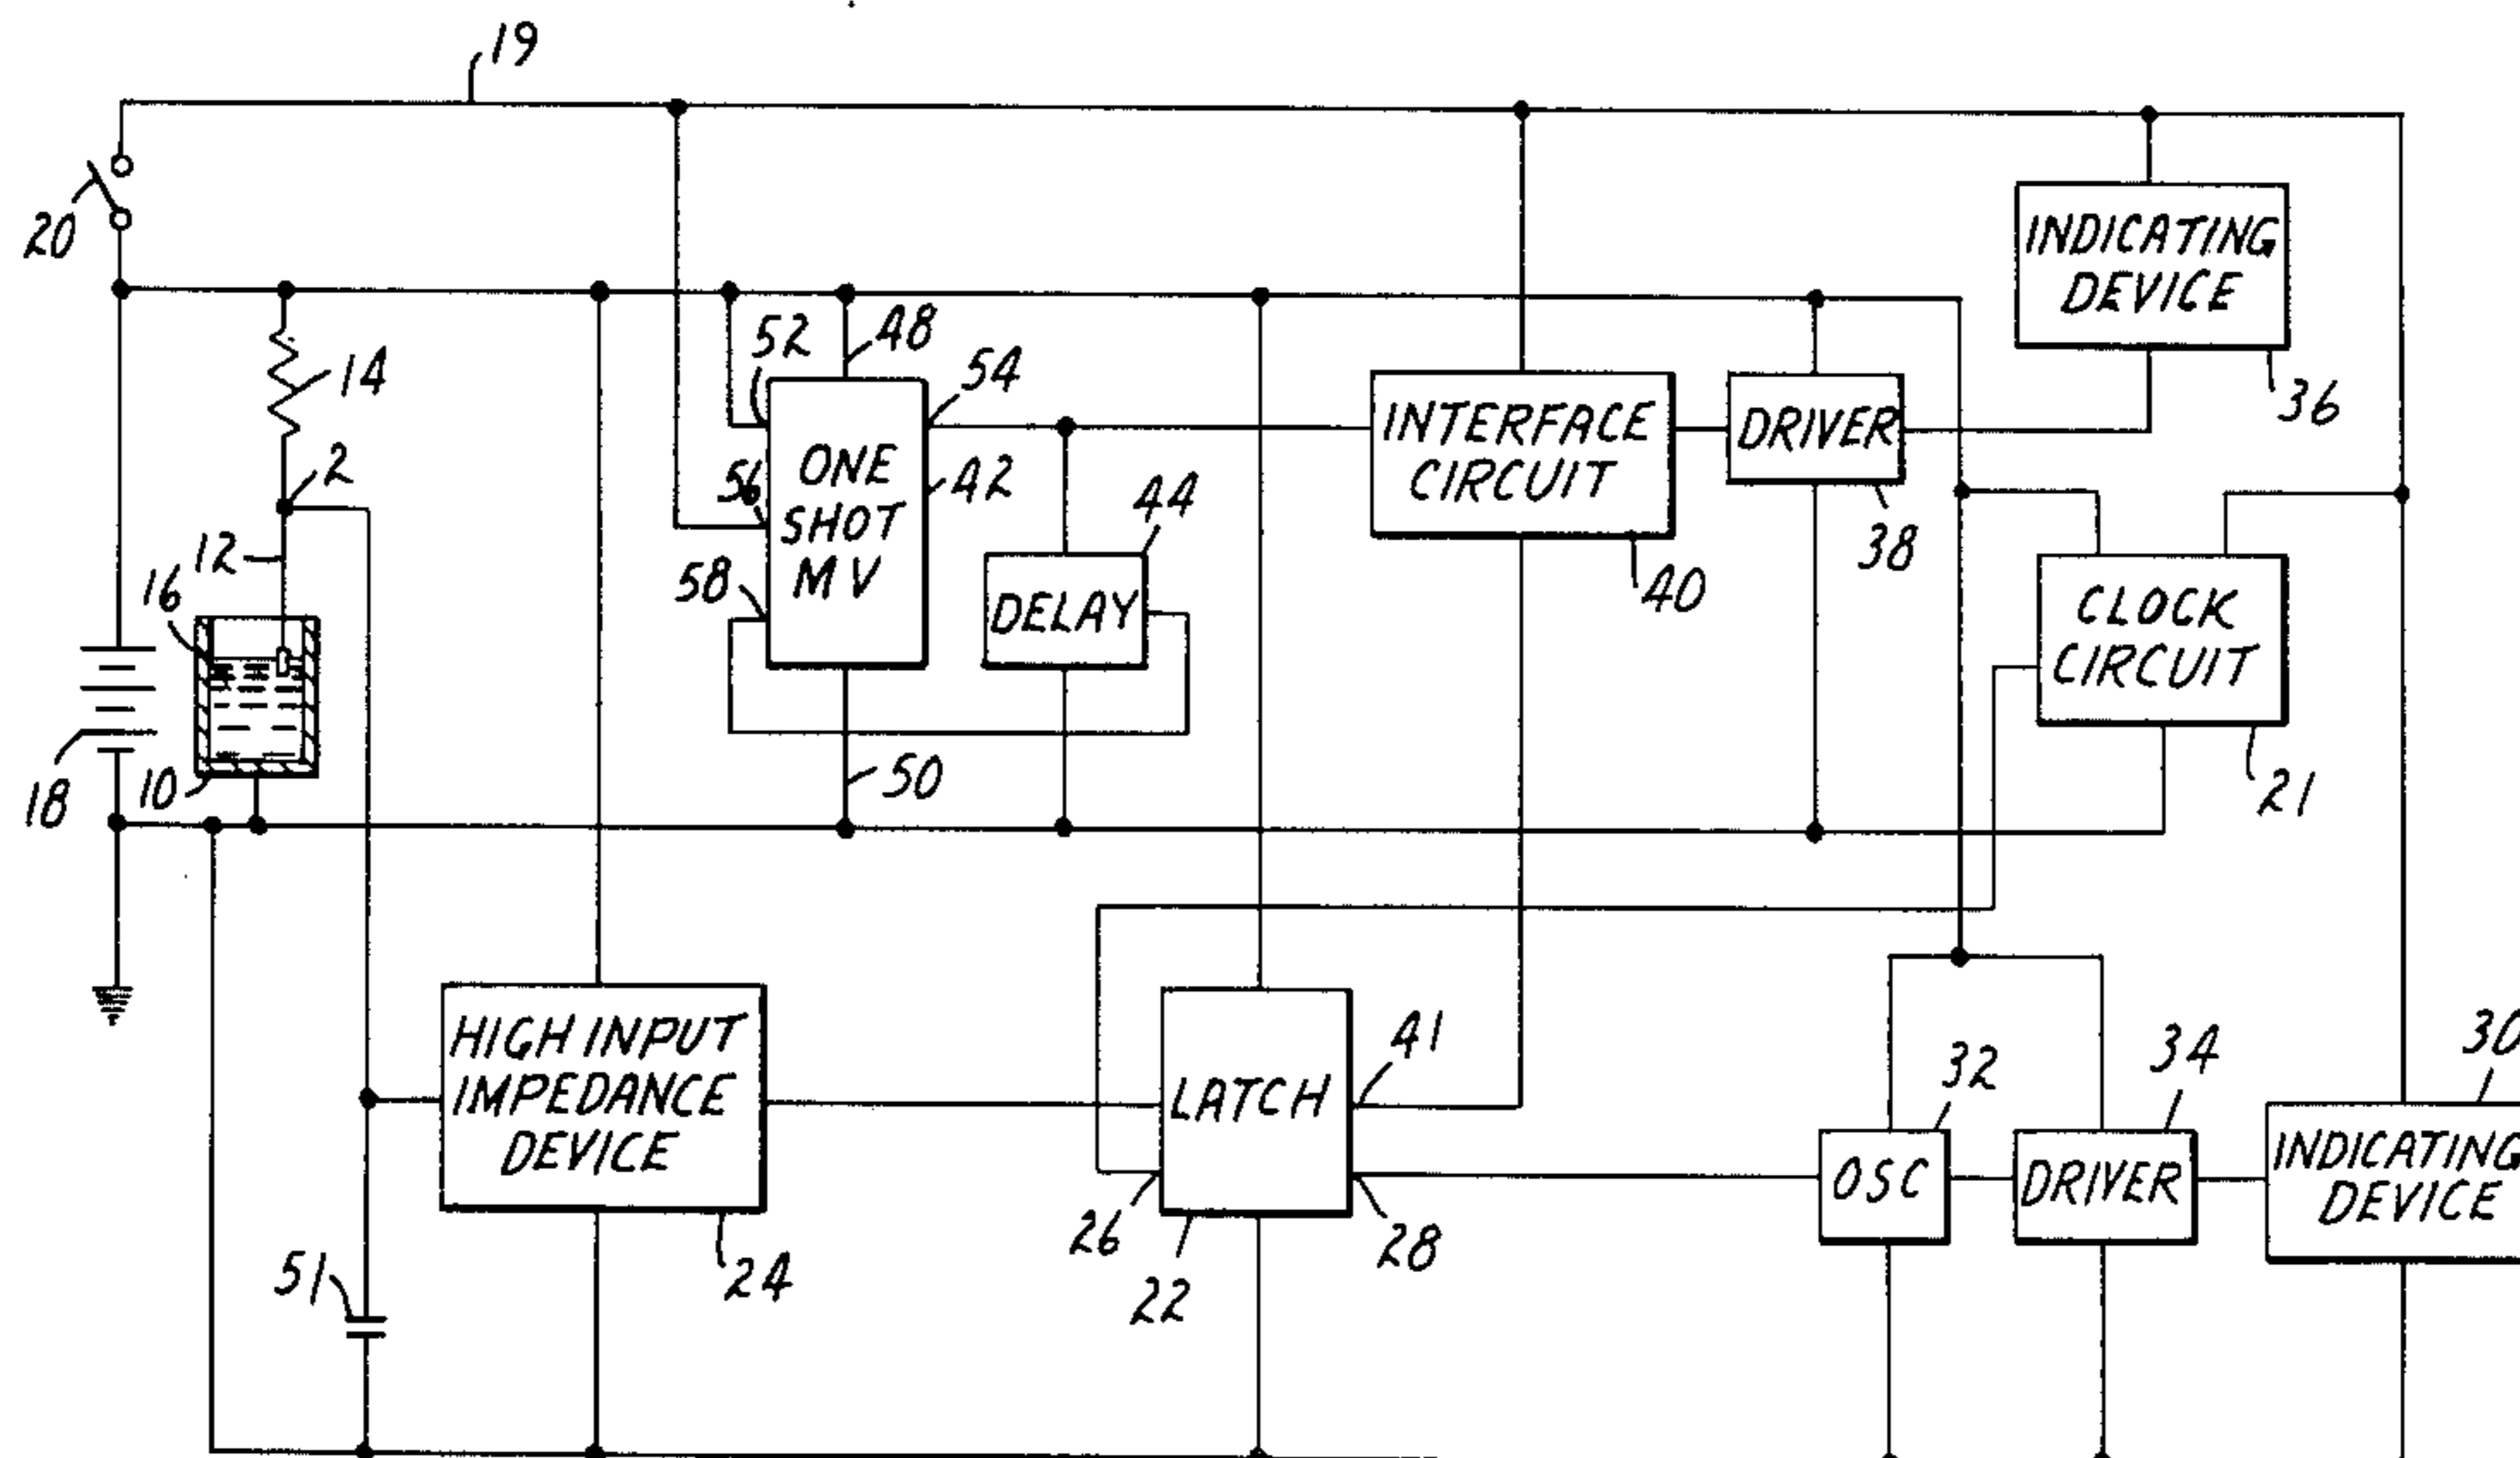 19
20
INDICATING
DEVICE
36
14
52
48
54
2
ONE
SHOT
MV
56
42
58
44
DELAY
INTERFACE
CIRCUIT
40
DRIVER
38
12
16
CLOCK
CIRCUIT
21
18
10
50
HIGH INPUT
IMPEDANCE
DEVICE
24
LATCH
41
26
22
28
32
34
30
OSC
DRIVER
INDICATING
DEVICE
51